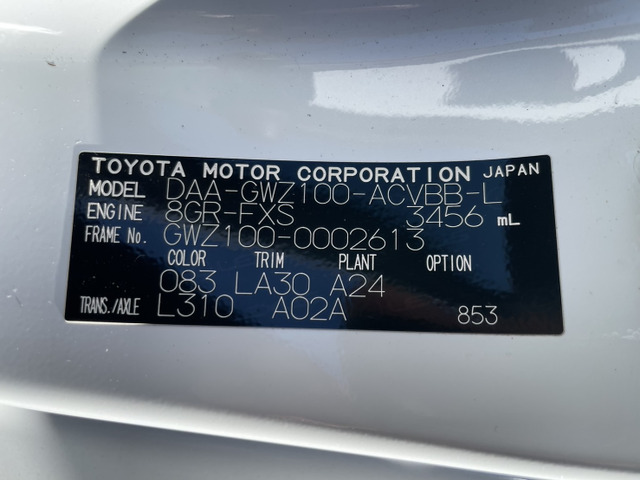 TOYOTA MOTOR CORPORATION JAPAN
MODEL DAA-GWZ100-ACVBB-L
ENGINE 8GR-FXS 3456 mL
FRAME No. GWZ100-0002613
COLOR TRIM PLANT OPTION
083 LA30 A24
TRANS./AXLE L310 A02A 853